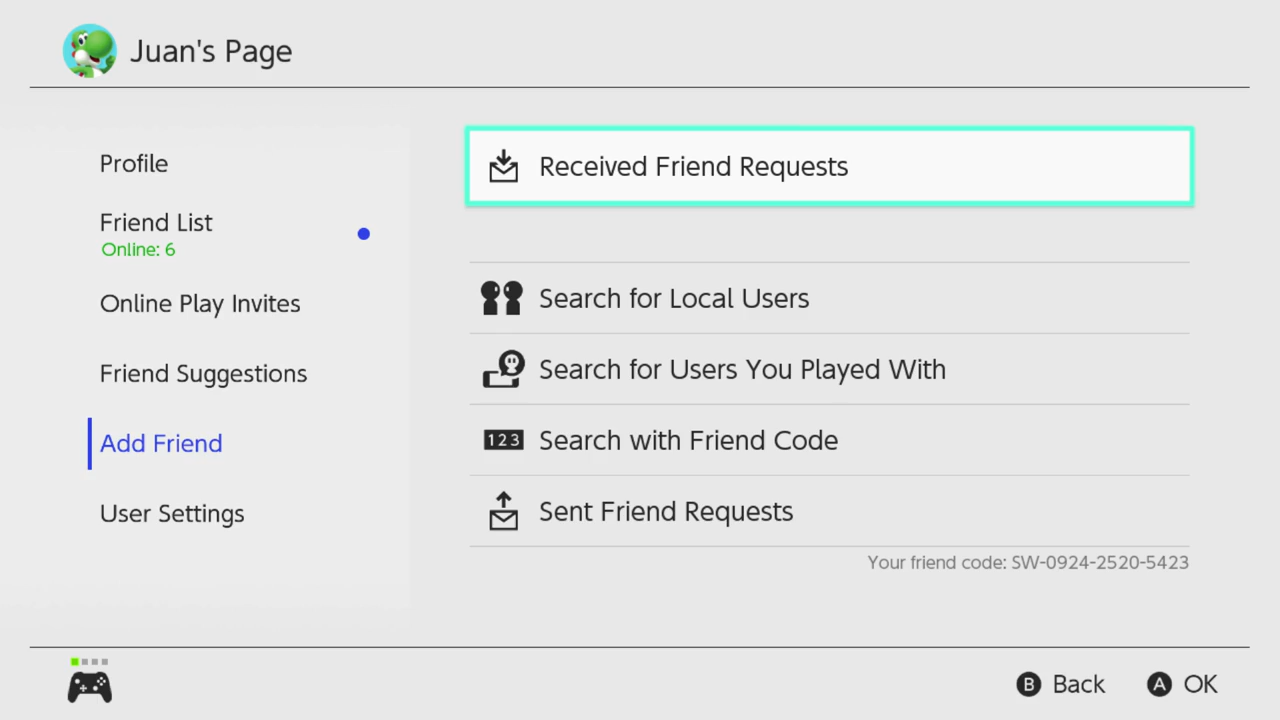 Juan's Page
Profile
Friend List
Online: 6
Online Play Invites
Friend Suggestions
Add Friend
User Settings
Received Friend Requests
Search for Local Users
Search for Users You Played With
123 Search with Friend Code
Sent Friend Requests
Your friend code: SW-0924-2520-5423
B Back
A OK